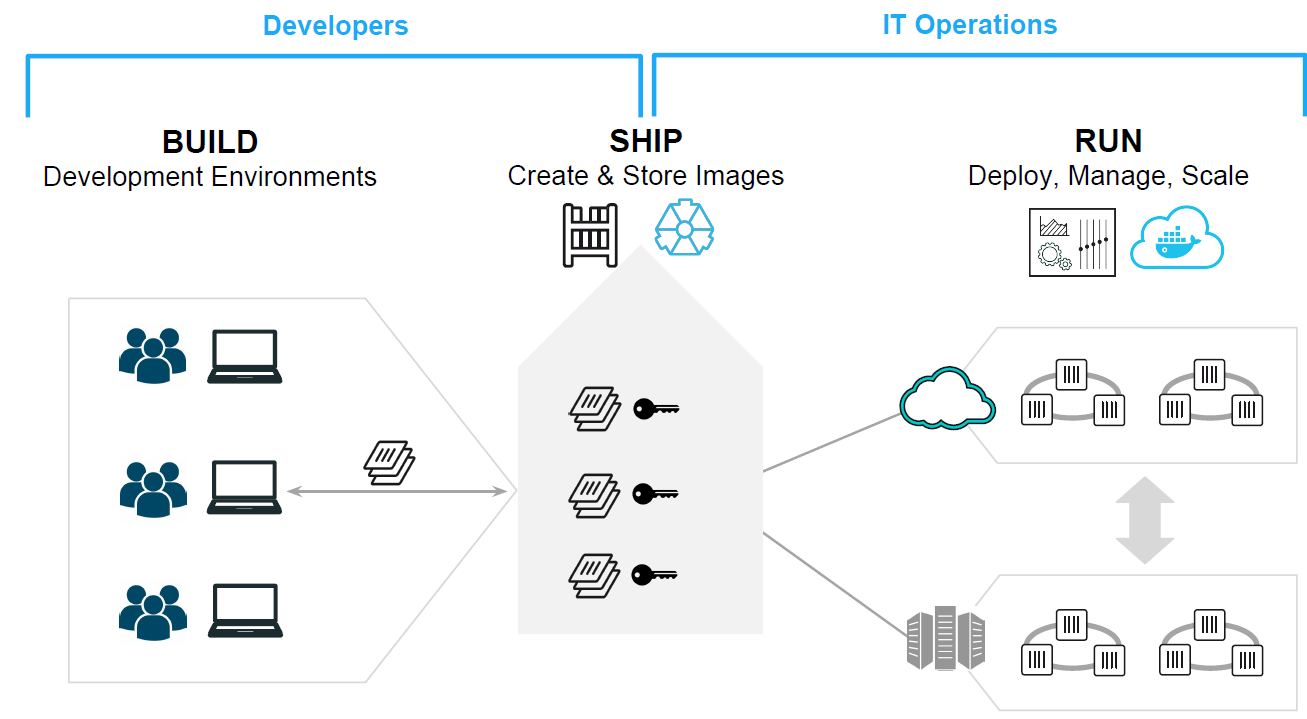 Developers
IT Operations
BUILD
Development Environments
SHIP
Create & Store Images
RUN
Deploy, Manage, Scale